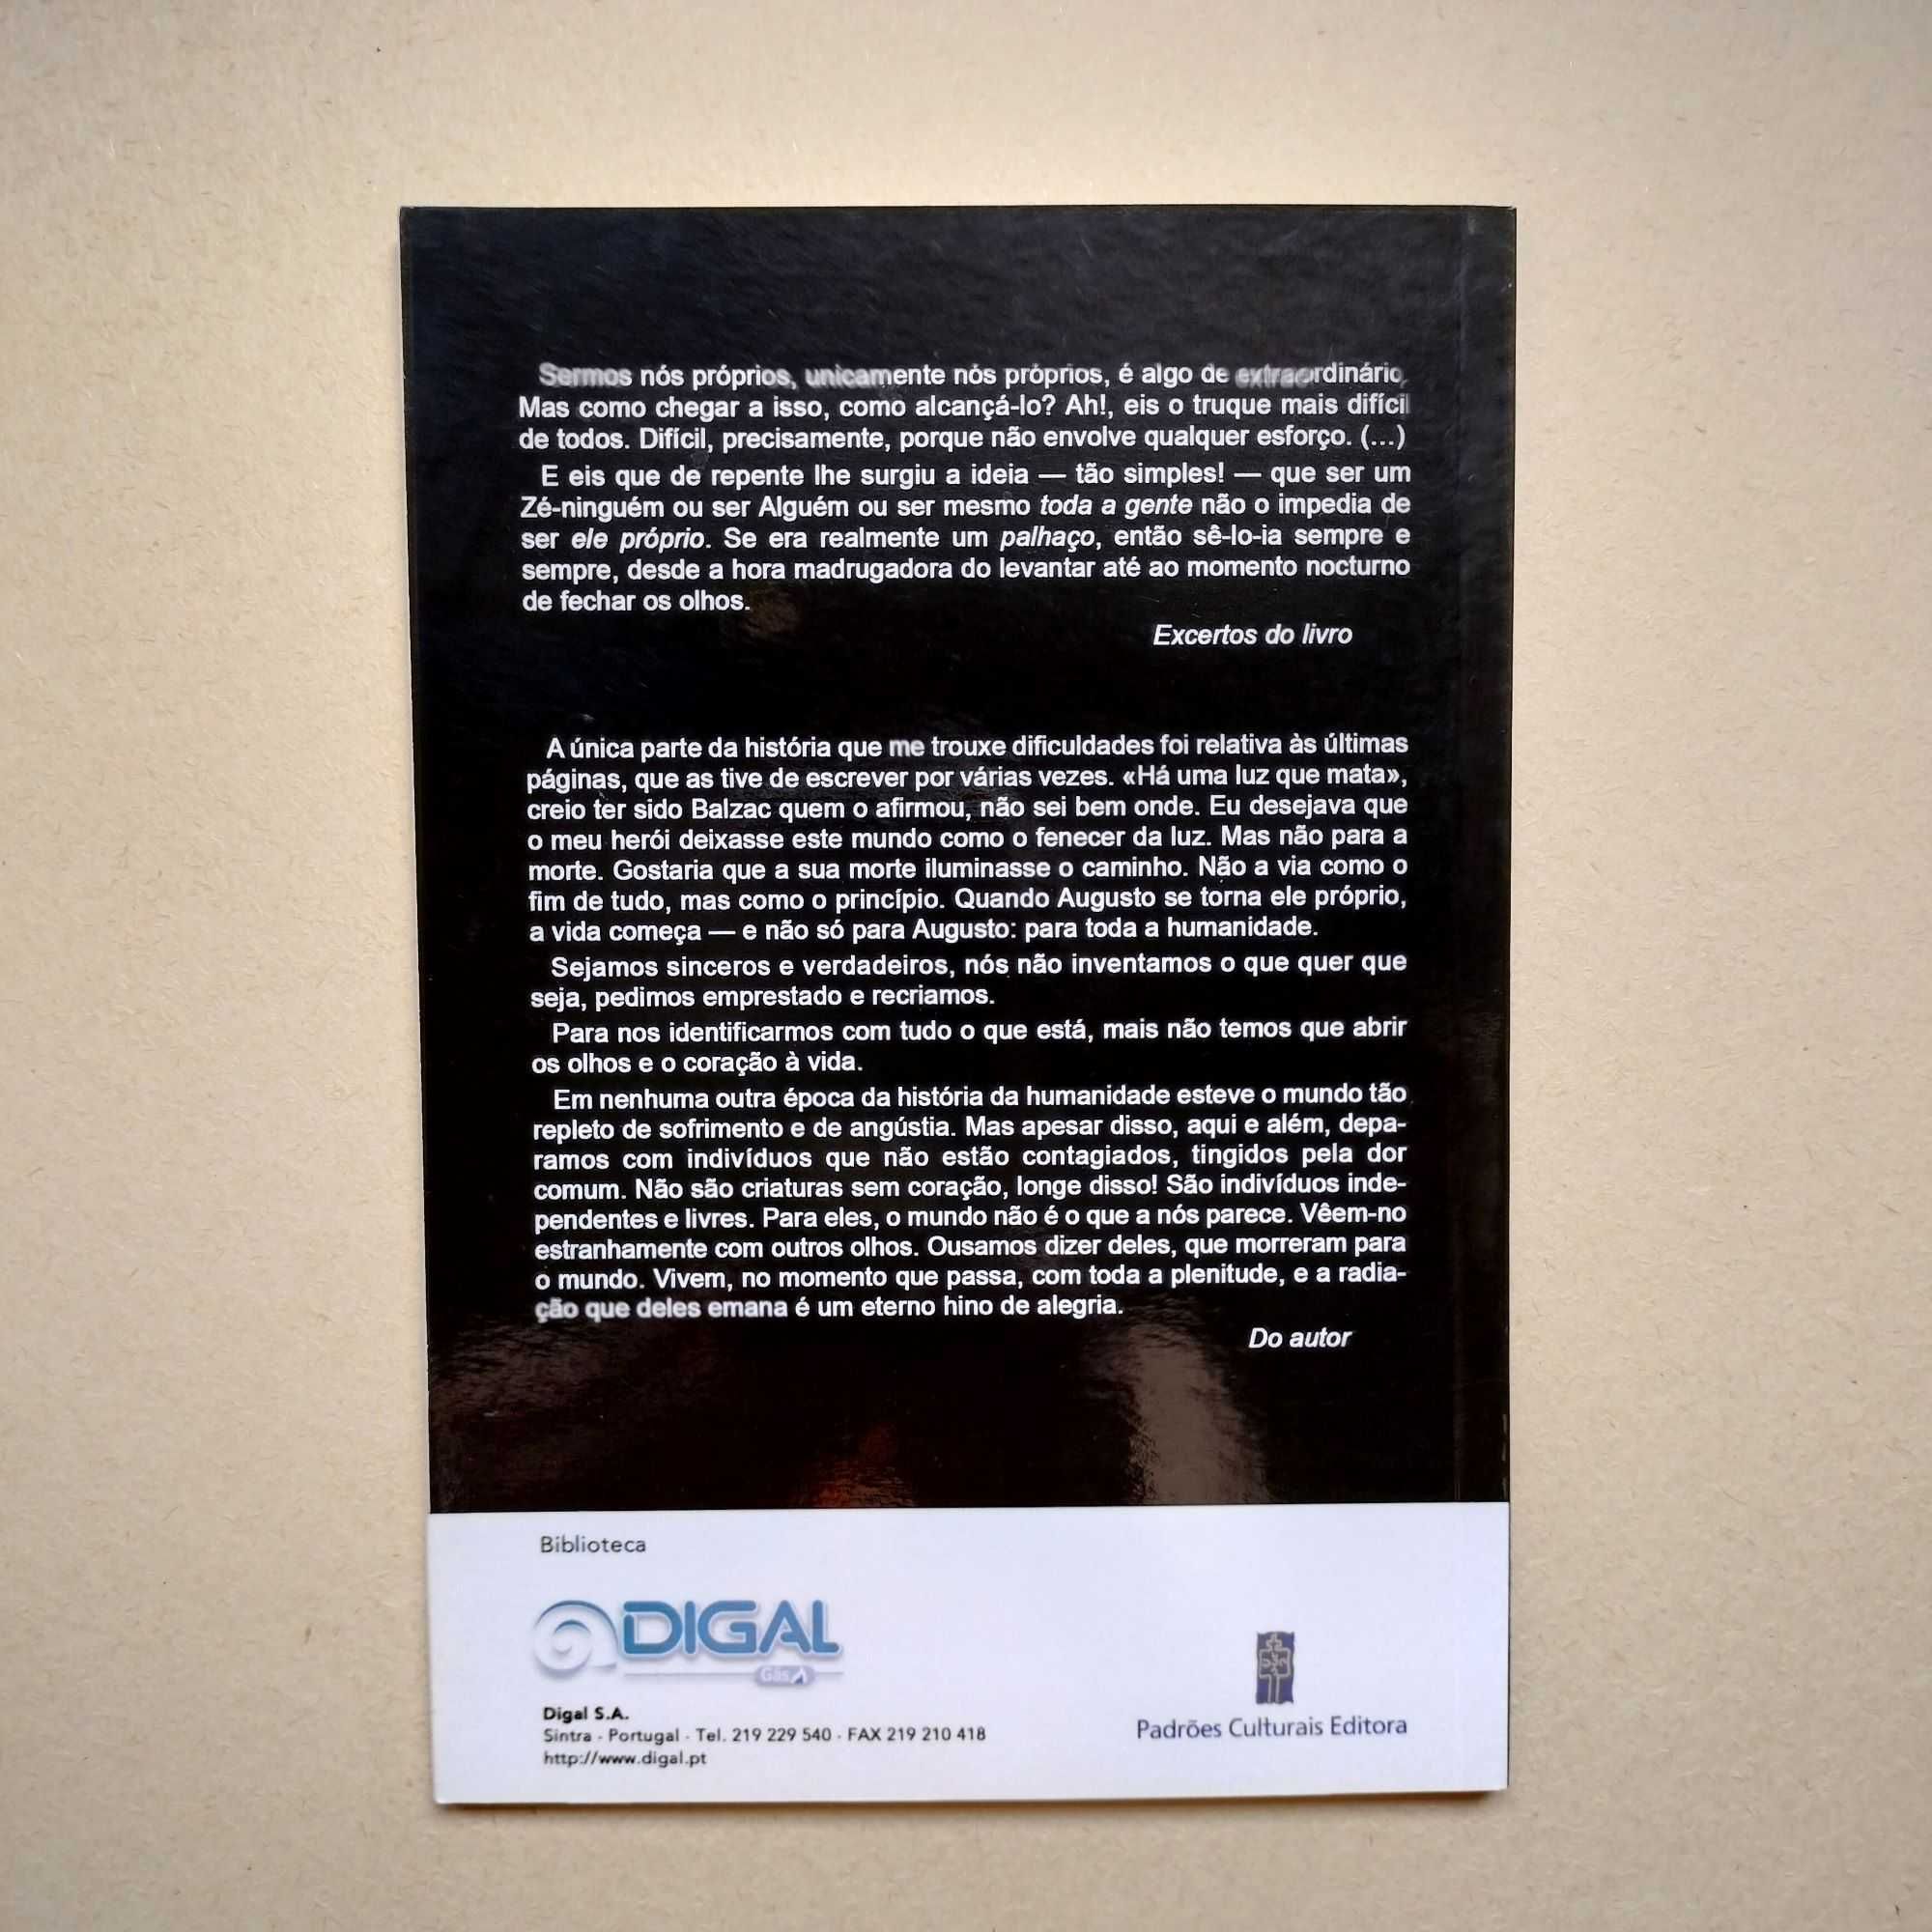 Sermos nós próprios, unicamente nós próprios, é algo de extraordinário.
Mas como chegar a isso, como alcançá-lo? Ah!, eis o truque mais difícil
de todos. Difícil, precisamente, porque não envolve qualquer esforço. (...)
E eis que de repente lhe surgiu a ideia — tão simples! — que ser um
Zé-ninguém ou ser Alguém ou ser mesmo toda a gente não o impedia de
ser ele próprio. Se era realmente um palhaço, então sê-lo-ia sempre e
sempre, desde a hora madrugadora do levantar até ao momento nocturno
de fechar os olhos.
Excertos do livro
A única parte da história que me trouxe dificuldades foi relativa às últimas
páginas, que as tive de escrever por várias vezes. «Há uma luz que mata»,
creio ter sido Balzac quem o afirmou, não sei bem onde. Eu desejava que
o meu herói deixasse este mundo como o fenecer da luz. Mas não para a
morte. Gostaria que a sua morte iluminasse o caminho. Não a via como o
fim de tudo, mas como o princípio. Quando Augusto se torna ele próprio,
a vida começa — e não só para Augusto: para toda a humanidade.
Sejamos sinceros e verdadeiros, nós não inventamos o que quer que
seja, pedimos emprestado e recriamos.
Para nos identificarmos com tudo o que está, mais não temos que abrir
os olhos e o coração à vida.
Em nenhuma outra época da história da humanidade esteve o mundo tão
repleto de sofrimento e de angústia. Mas apesar disso, aqui e além, depa-
ramos com indivíduos que não estão contagiados, tingidos pela dor
comum. Não são criaturas sem coração, longe disso! São indivíduos inde-
pendentes e livres. Para eles, o mundo não é o que a nós parece. Vêem-no
estranhamente com outros olhos. Ousamos dizer deles, que morreram para
o mundo. Vivem, no momento que passa, com toda a plenitude, e a radia-
ção que deles emana é um eterno hino de alegria.
Do autor
Biblioteca
DIGAL
Gás
Digal S.A.
Sintra - Portugal - Tel. 219 229 540 - FAX 219 210 418
http://www.digal.pt
Padrões Culturais Editora